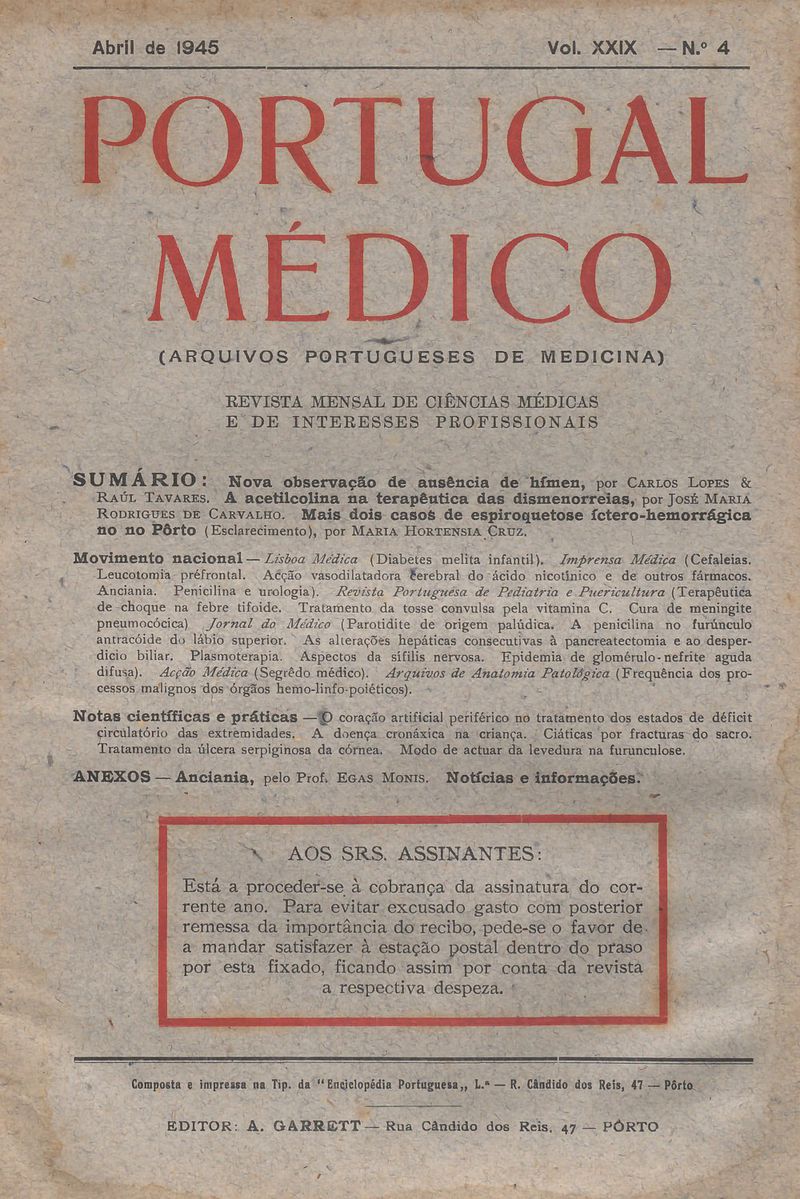 Abril de 1945 Vol. XXIX — N.º 4
PORTUGAL
MÉDICO
(ARQUIVOS PORTUGUESES DE MEDICINA)
REVISTA MENSAL DE CIÊNCIAS MÉDICAS
E DE INTERESSES PROFISSIONAIS
SUMÁRIO: Nova observação de ausência de hímen, por CARLOS LOPES &
RAÚL TAVARES. A acetilcolina na terapêutica das dismenorreias, por JOSÉ MARIA
RODRIGUES DE CARVALHO. Mais dois casos de espiroquetose íctero-hemorrágica
no no Pôrto (Esclarecimento), por MARIA HORTENSIA CRUZ.
Movimento nacional — Lisboa Médica (Diabetes melita infantil). Imprensa Médica (Cefaleias.
Leucotomia préfrontal. Acção vasodilatadora cerebral do ácido nicotínico e de outros fármacos.
Anciania. Penicilina e urologia). Revista Portuguesa de Pediatria e Puericultura (Terapêutica
de choque na febre tifoide. Tratamento da tosse convulsa pela vitamina C. Cura de meningite
pneumocócica) Jornal do Médico (Parotidite de origem palúdica. A penicilina no furúnculo
antracóide do lábio superior. As alterações hepáticas consecutivas à pancreatectomia e ao desper-
dicio biliar. Plasmoterapia. Aspectos da sífilis nervosa. Epidemia de glomérulo-nefrite aguda
difusa). Acção Médica (Segrêdo médico). Arquivos de Anatomia Patológica (Frequência dos pro-
cessos malignos dos órgãos hemo-linfo-poiéticos).
Notas científicas e práticas — O coração artificial periférico no tratamento dos estados de déficit
circulatório das extremidades. A doença cronáxica na criança. Ciáticas por fracturas do sacro.
Tratamento da úlcera serpiginosa da córnea. Modo de actuar da levedura na furunculose.
ANEXOS — Anciania, pelo Prof. EGAS MONIS. Notícias e informações.
AOS SRS. ASSINANTES:
Está a proceder-se à cobrança da assinatura do cor-
rente ano. Para evitar excusado gasto com posterior
remessa da importância do recibo, pede-se o favor de
a mandar satisfazer à estação postal dentro do praso
por esta fixado, ficando assim por conta da revista
a respectiva despeza.
Composta e impressa na Tip. da "Enciclopédia Portuguesa,, L.ª — R. Cândido dos Reis, 47 — Pôrto
EDITOR: A. GARRETT — Rua Cândido dos Reis, 47 — PÔRTO